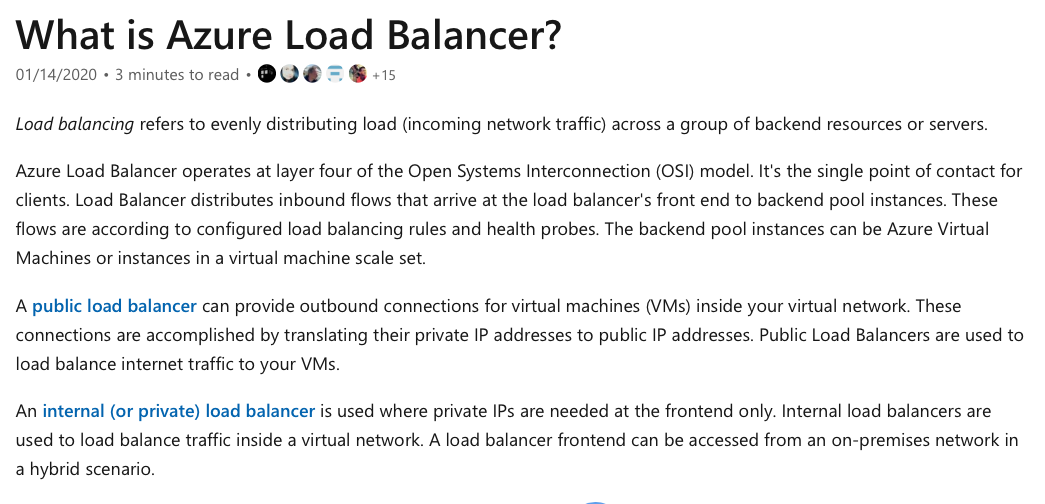 What is Azure Load Balancer?
01/14/2020 • 3 minutes to read • +15
Load balancing refers to evenly distributing load (incoming network traffic) across a group of backend resources or servers.
Azure Load Balancer operates at layer four of the Open Systems Interconnection (OSI) model. It's the single point of contact for
clients. Load Balancer distributes inbound flows that arrive at the load balancer's front end to backend pool instances. These
flows are according to configured load balancing rules and health probes. The backend pool instances can be Azure Virtual
Machines or instances in a virtual machine scale set.
A public load balancer can provide outbound connections for virtual machines (VMs) inside your virtual network. These
connections are accomplished by translating their private IP addresses to public IP addresses. Public Load Balancers are used to
load balance internet traffic to your VMs.
An internal (or private) load balancer is used where private IPs are needed at the frontend only. Internal load balancers are
used to load balance traffic inside a virtual network. A load balancer frontend can be accessed from an on-premises network in
a hybrid scenario.